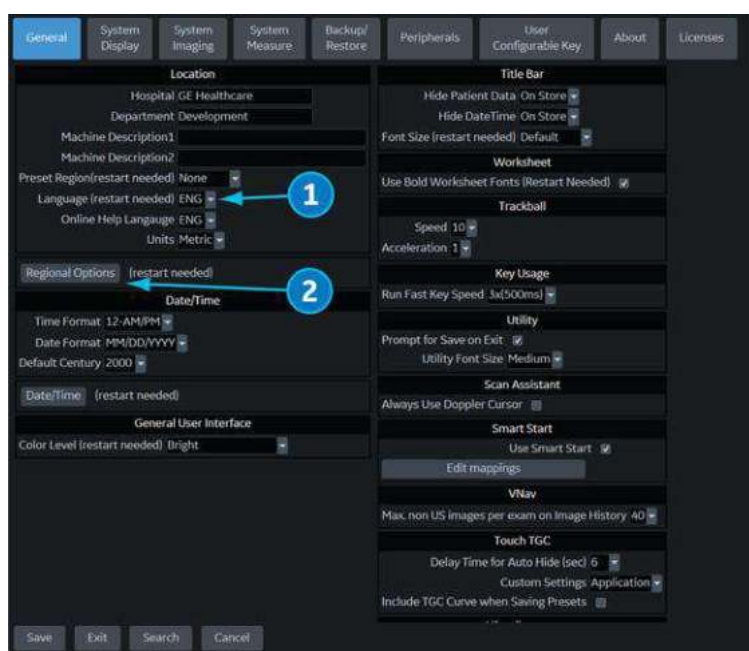 General
System Display
System Imaging
System Measure
Backup/ Restore
Peripherals
User Configurable Key
About
Licenses
Location
Hospital GE Healthcare
Department Development
Machine Description1
Machine Description2
Preset Region(restart needed) None
Language (restart needed) ENG
1
Online Help Langauge ENG
Units Metric
Regional Options (restart needed)
2
Date/Time
Time Format 12-AM/PM
Date Format MM/DD/YYYY
Default Century 2000
Date/Time (restart needed)
General User Interface
Color Level (restart needed) Bright
Title Bar
Hide Patient Data On Store
Hide DateTime On Store
Font Size (restart needed) Default
Worksheet
Use Bold Worksheet Fonts (Restart Needed)
Trackball
Speed 10
Acceleration 1
Key Usage
Run Fast Key Speed 3x(500ms)
Utility
Prompt for Save on Exit
Utility Font Size Medium
Scan Assistant
Always Use Doppler Cursor
Smart Start
Use Smart Start
Edit mappings
VNav
Max. non US images per exam on Image History 40
Touch TGC
Delay Time for Auto Hide (sec) 6
Custom Settings Application
Include TGC Curve when Saving Presets
Save
Exit
Search
Cancel